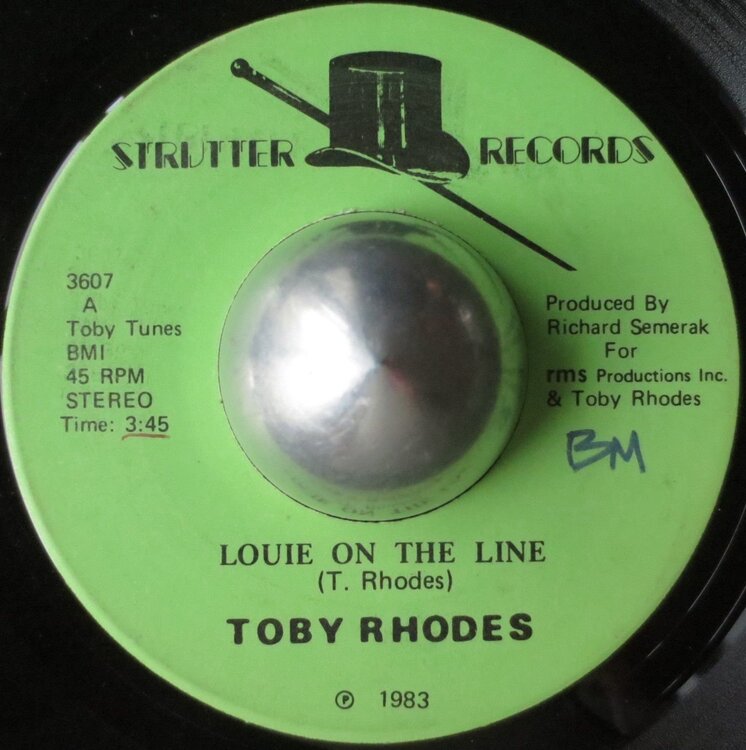 STRUTTER RECORDS
3607
A
Toby Tunes
BMI
45 RPM
STEREO
Time: 3:45
Produced By
Richard Semerak
For
rms Productions Inc.
& Toby Rhodes
BM
LOUIE ON THE LINE
(T. Rhodes)
TOBY RHODES
℗ 1983